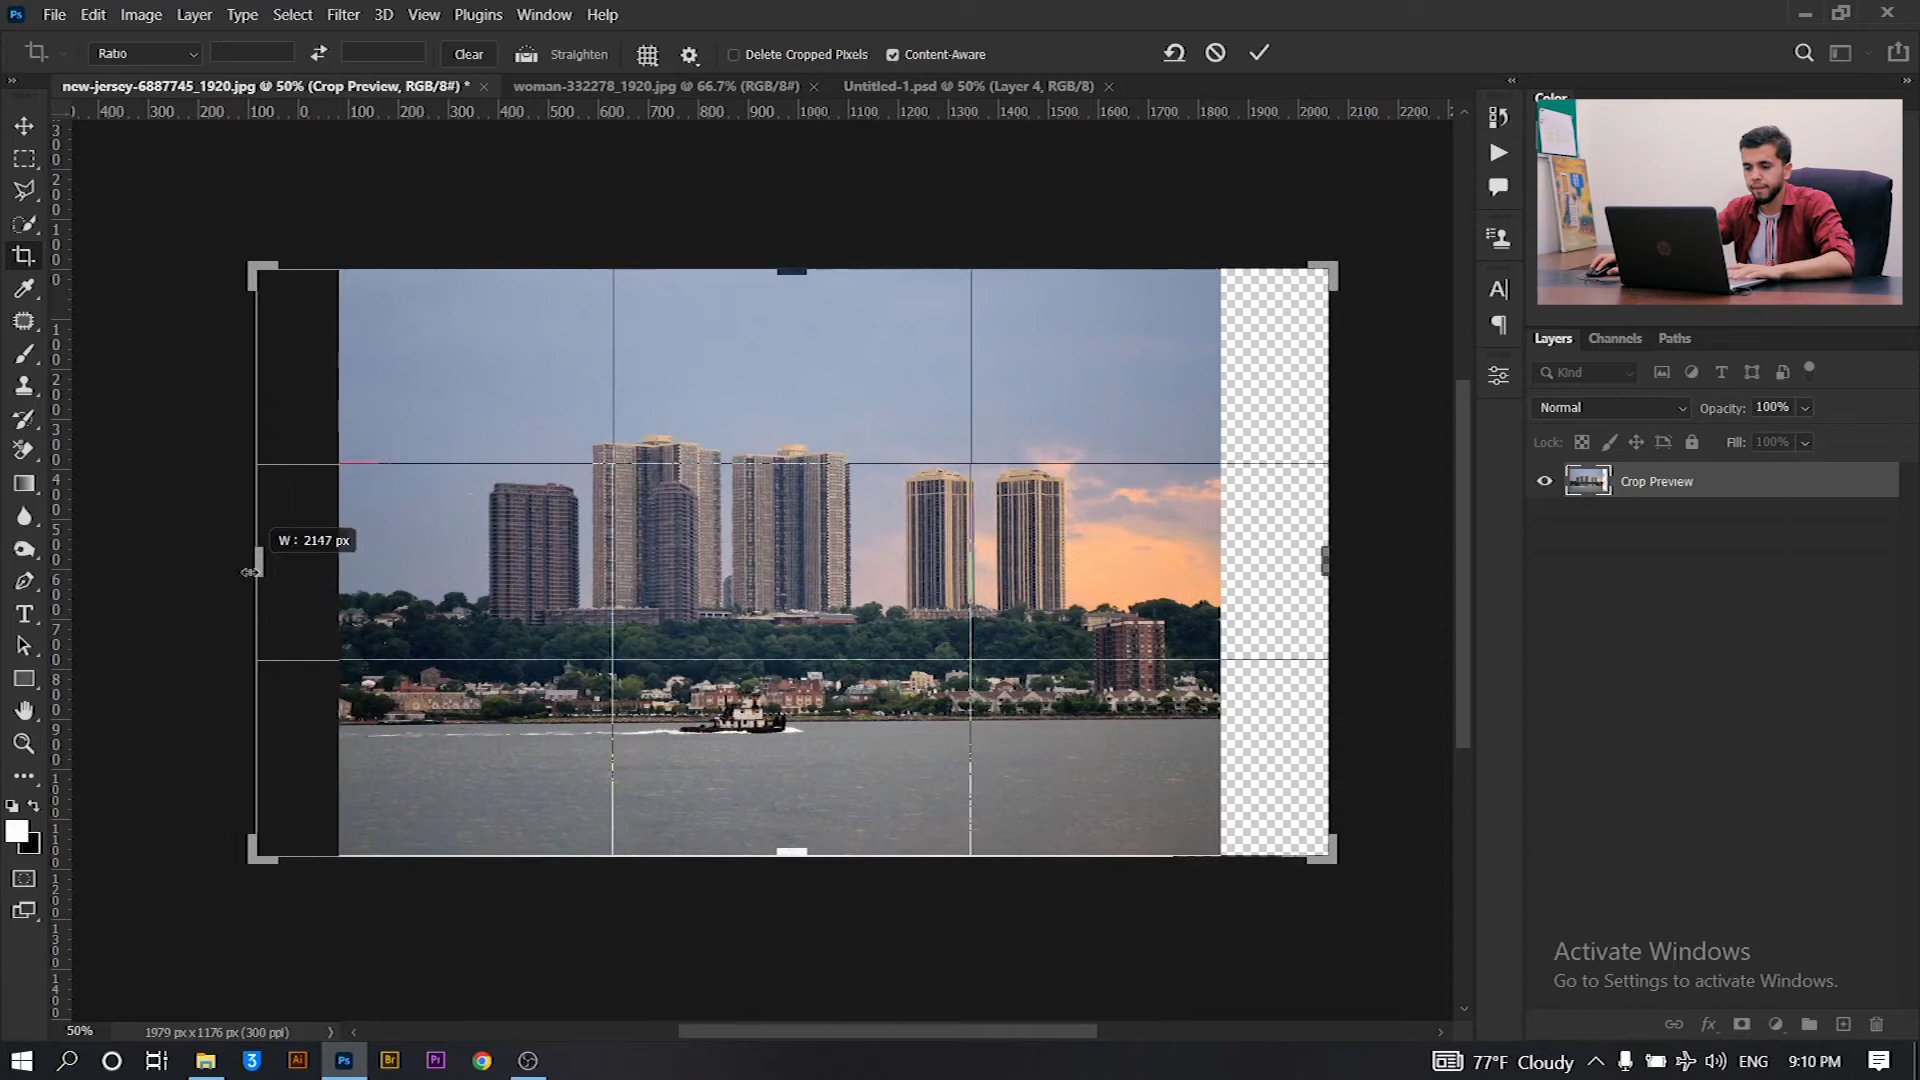 Ps File Edit Image Layer Type Select Filter 3D View Plugins Window Help
Ratio Clear Straighten Delete Cropped Pixels Content-Aware
new-jersey-6887745_1920.jpg @ 50% (Crop Preview, RGB/8#) * woman-332278_1920.jpg @ 66.7% (RGB/8#) Untitled-1.psd @ 50% (Layer 4, RGB/8)
400 300 200 100 0 100 200 300 400 500 600 700 800 900 1000 1100 1200 1300 1400 1500 1600 1700 1800 1900 2000 2100 2200
Color
Layers Channels Paths
Kind
Normal Opacity: 100%
Lock: Fill: 100%
Crop Preview
W : 2147 px
Activate Windows
Go to Settings to activate Windows.
50% 1979 px x 1176 px (300 ppi)
Ai Ps Br Pr 77°F Cloudy ENG 9:10 PM